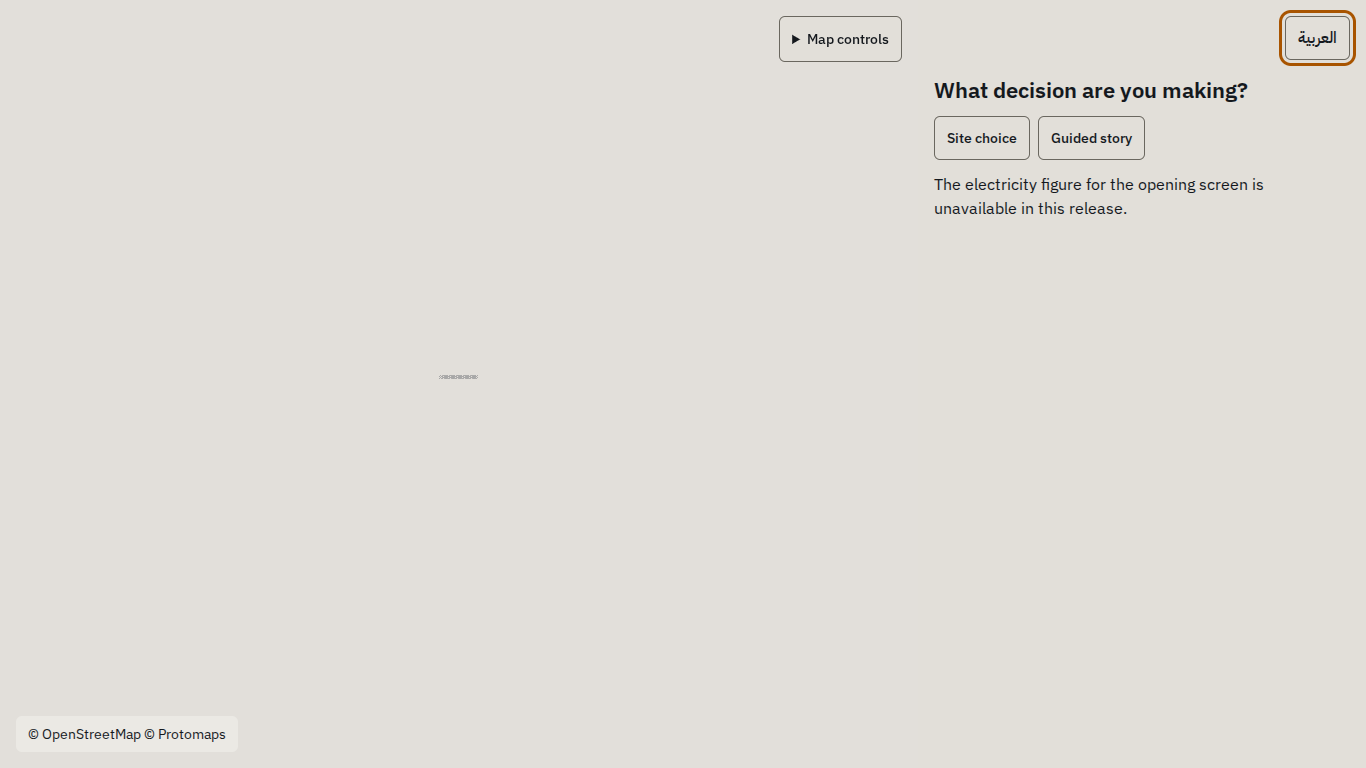 Map controls
العربية
What decision are you making?
Site choice
Guided story
The electricity figure for the opening screen is
unavailable in this release.
© OpenStreetMap © Protomaps